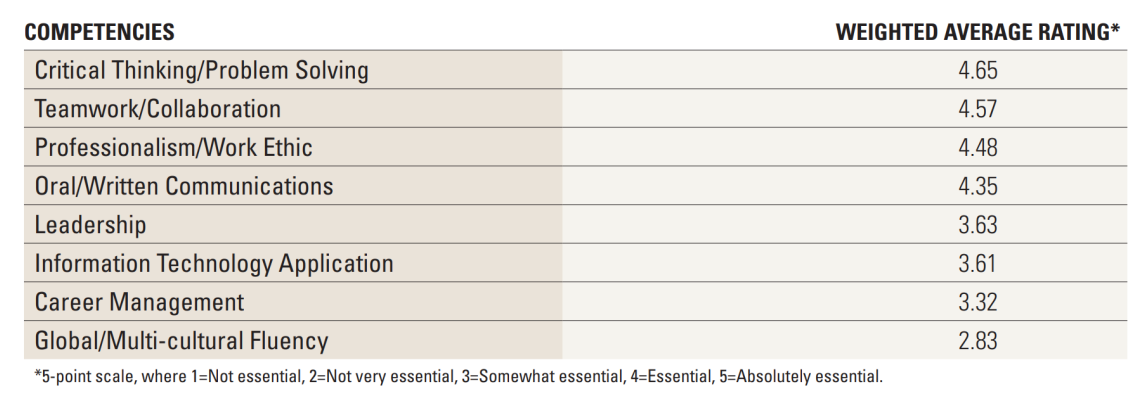 COMPETENCIES WEIGHTED AVERAGE RATING*
Critical Thinking/Problem Solving 4.65
Teamwork/Collaboration 4.57
Professionalism/Work Ethic 4.48
Oral/Written Communications 4.35
Leadership 3.63
Information Technology Application 3.61
Career Management 3.32
Global/Multi-cultural Fluency 2.83
*5-point scale, where 1=Not essential, 2=Not very essential, 3=Somewhat essential, 4=Essential, 5=Absolutely essential.